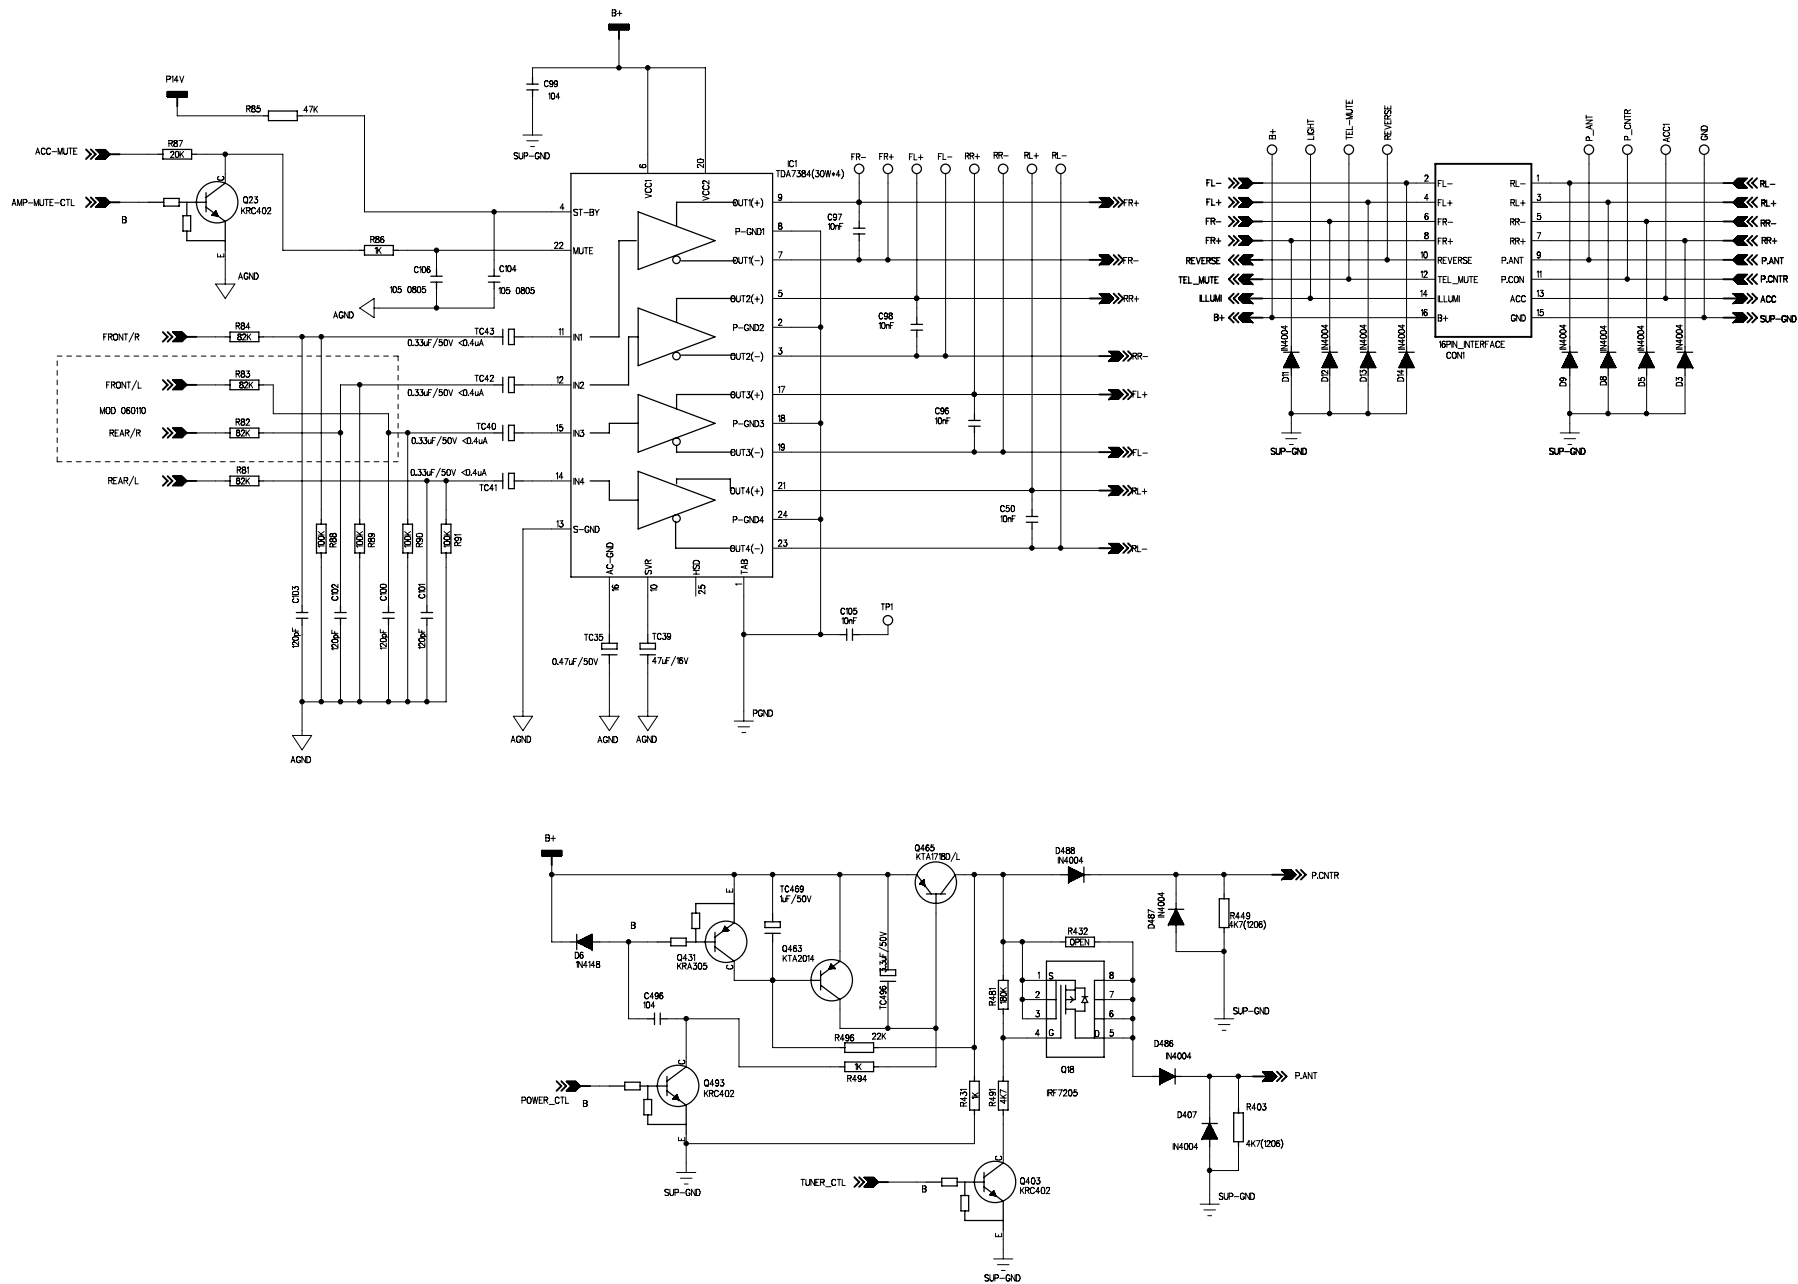 B+
P14V
C99
104
SUP-GND
R85 47K
ACC-MUTE
R87
20K
C
AMP-MUTE-CTL
B
Q23
KRC402
E
AGND
R86
1K
C106
105 0805
C104
105 0805
AGND
6
VCC1
20
VCC2
IC1
TDA7384(30W*4)
4 ST-BY
22 MUTE
11 IN1
12 IN2
15 IN3
14 IN4
13 S-GND
OUT1(+) 9
P-GND1 8
OUT1(-) 7
OUT2(+) 5
P-GND2 2
OUT2(-) 3
OUT3(+) 17
P-GND3 18
OUT3(-) 19
OUT4(+) 21
P-GND4 24
OUT4(-) 23
AC-GND
16
SVR
10
HSD
25
TAB
1
FR- FR+ FL+ FL- RR+ RR- RL+ RL-
C97
10nF
C98
10nF
C96
10nF
C50
10nF
FR+
FR-
RR+
RR-
FL+
FL-
RL+
RL-
FRONT/R
R84
82K
TC43
0.33uF/50V <0.4uA
FRONT/L
R83
82K
TC42
0.33uF/50V <0.4uA
MOD 060110
REAR/R
R82
82K
TC40
0.33uF/50V <0.4uA
REAR/L
R81
82K
0.33uF/50V <0.4uA
TC41
100K
R88
100K
R89
100K
R90
100K
R91
C103
120pF
C102
120pF
C100
120pF
C101
120pF
AGND
AGND
TC35
0.47uF/50V
AGND
TC39
47uF/16V
AGND
C105
10nF
TP1
PGND
B+
LIGHT
TEL-MUTE
REVERSE
P_ANT
P_CNTR
ACC1
GND
FL- 2 FL- RL- 1 RL-
FL+ 4 FL+ RL+ 3 RL+
FR- 6 FR- RR- 5 RR-
FR+ 8 FR+ RR+ 7 RR+
REVERSE 10 REVERSE P.ANT 9 P.ANT
TEL_MUTE 12 TEL_MUTE P.CON 11 P.CNTR
ILLUMI 14 ILLUMI ACC 13 ACC
B+ 16 B+ GND 15 SUP-GND
16PIN_INTERFACE
CON1
IN4004
D11
IN4004
D12
IN4004
D13
IN4004
D14
IN4004
D9
IN4004
D8
IN4004
D5
IN4004
D3
SUP-GND
SUP-GND
B+
Q465
KTA1718D/L
D488
IN4004
P.CNTR
E
TC469
1uF/50V
B
D6
1N4148
Q431
KRA305
C
Q463
KTA2014
3.3uF/50V
TC496
D487
IN4004
R449
4K7(1206)
SUP-GND
R432
OPEN
R481
180K
1 S 8
2 7
3 6
4 G D 5
Q18
IRF7205
C496
104
R496 22K
1K
R494
C
Q493
KRC402
POWER_CTL
B
E
SUP-GND
R431
1K
R491
4K7
D486
IN4004
P.ANT
D407
IN4004
R403
4K7(1206)
SUP-GND
TUNER_CTL
B
C
Q403
KRC402
E
SUP-GND